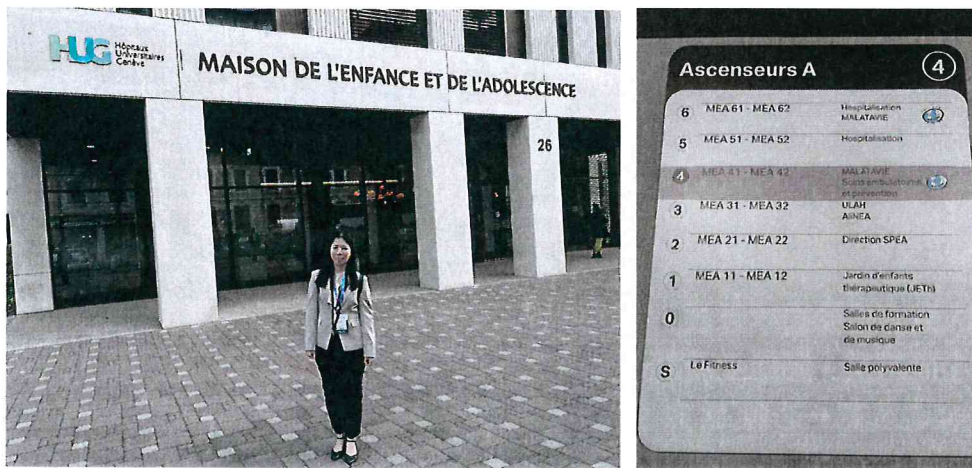 HUG
Hôpitaux
Universitaires
Genève
MAISON DE L'ENFANCE ET DE L'ADOLESCENCE
26
Ascenseurs A
4
6 MEA 61 - MEA 62 Hospitalisation
MALATAVIE
5 MEA 51 - MEA 52 Hospitalisation
4 MEA 41 - MEA 42 MALATAVIE
Soins ambulatoires
et prévention
3 MEA 31 - MEA 32 ULAH
AliNEA
2 MEA 21 - MEA 22 Direction SPEA
1 MEA 11 - MEA 12 Jardin d'enfants
thérapeutique (JETh)
0 Salles de formation
Salon de danse et
de musique
S Le Fitness Salle polyvalente